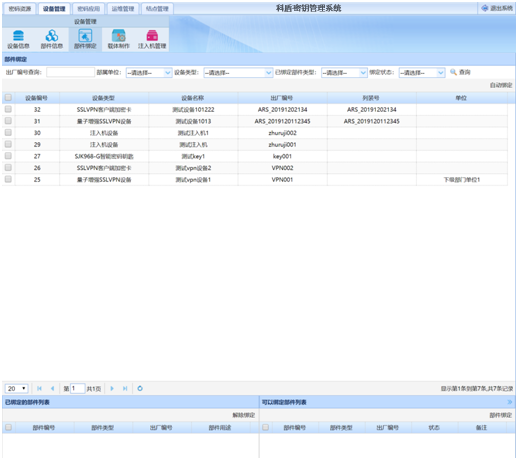 密码资源 设备管理 密码应用 运维管理 站点管理 科盾密钥管理系统 退出系统
设备管理
设备信息 部件信息 部件绑定 载体制作 注入机管理
部件绑定
出厂编号查询: 部属单位: --请选择-- 设备类型: --请选择-- 已绑定部件类型: --请选择-- 绑定状态: --请选择-- 查询
自动绑定
设备编号 设备类型 设备名称 出厂编号 列装号 单位
32 SSLVPN客户端加密卡 测试设备101222 ARS_20191202134 ARS_20191202134
31 量子增强SSLVPN设备 测试设备1013 ARS_2019120112345 ARS_2019120112345
30 注入机设备 测试注入机1 zhuruji002
29 注入机设备 测试注入机 zhuruji001
27 SJK968-G智能密码钥匙 测试key1 key001
26 SSLVPN客户端加密卡 测试vpn设备2 VPN002
25 量子增强SSLVPN设备 测试vpn设备1 VPN001 下级部门单位1
20 第 1 共1页 显示第1条到第7条,共7条记录
已绑定的部件列表 可以绑定部件列表
解除绑定 部件绑定
部件编号 部件类型 出厂编号 部件用途 部件编号 部件类型 出厂编号 状态 备注